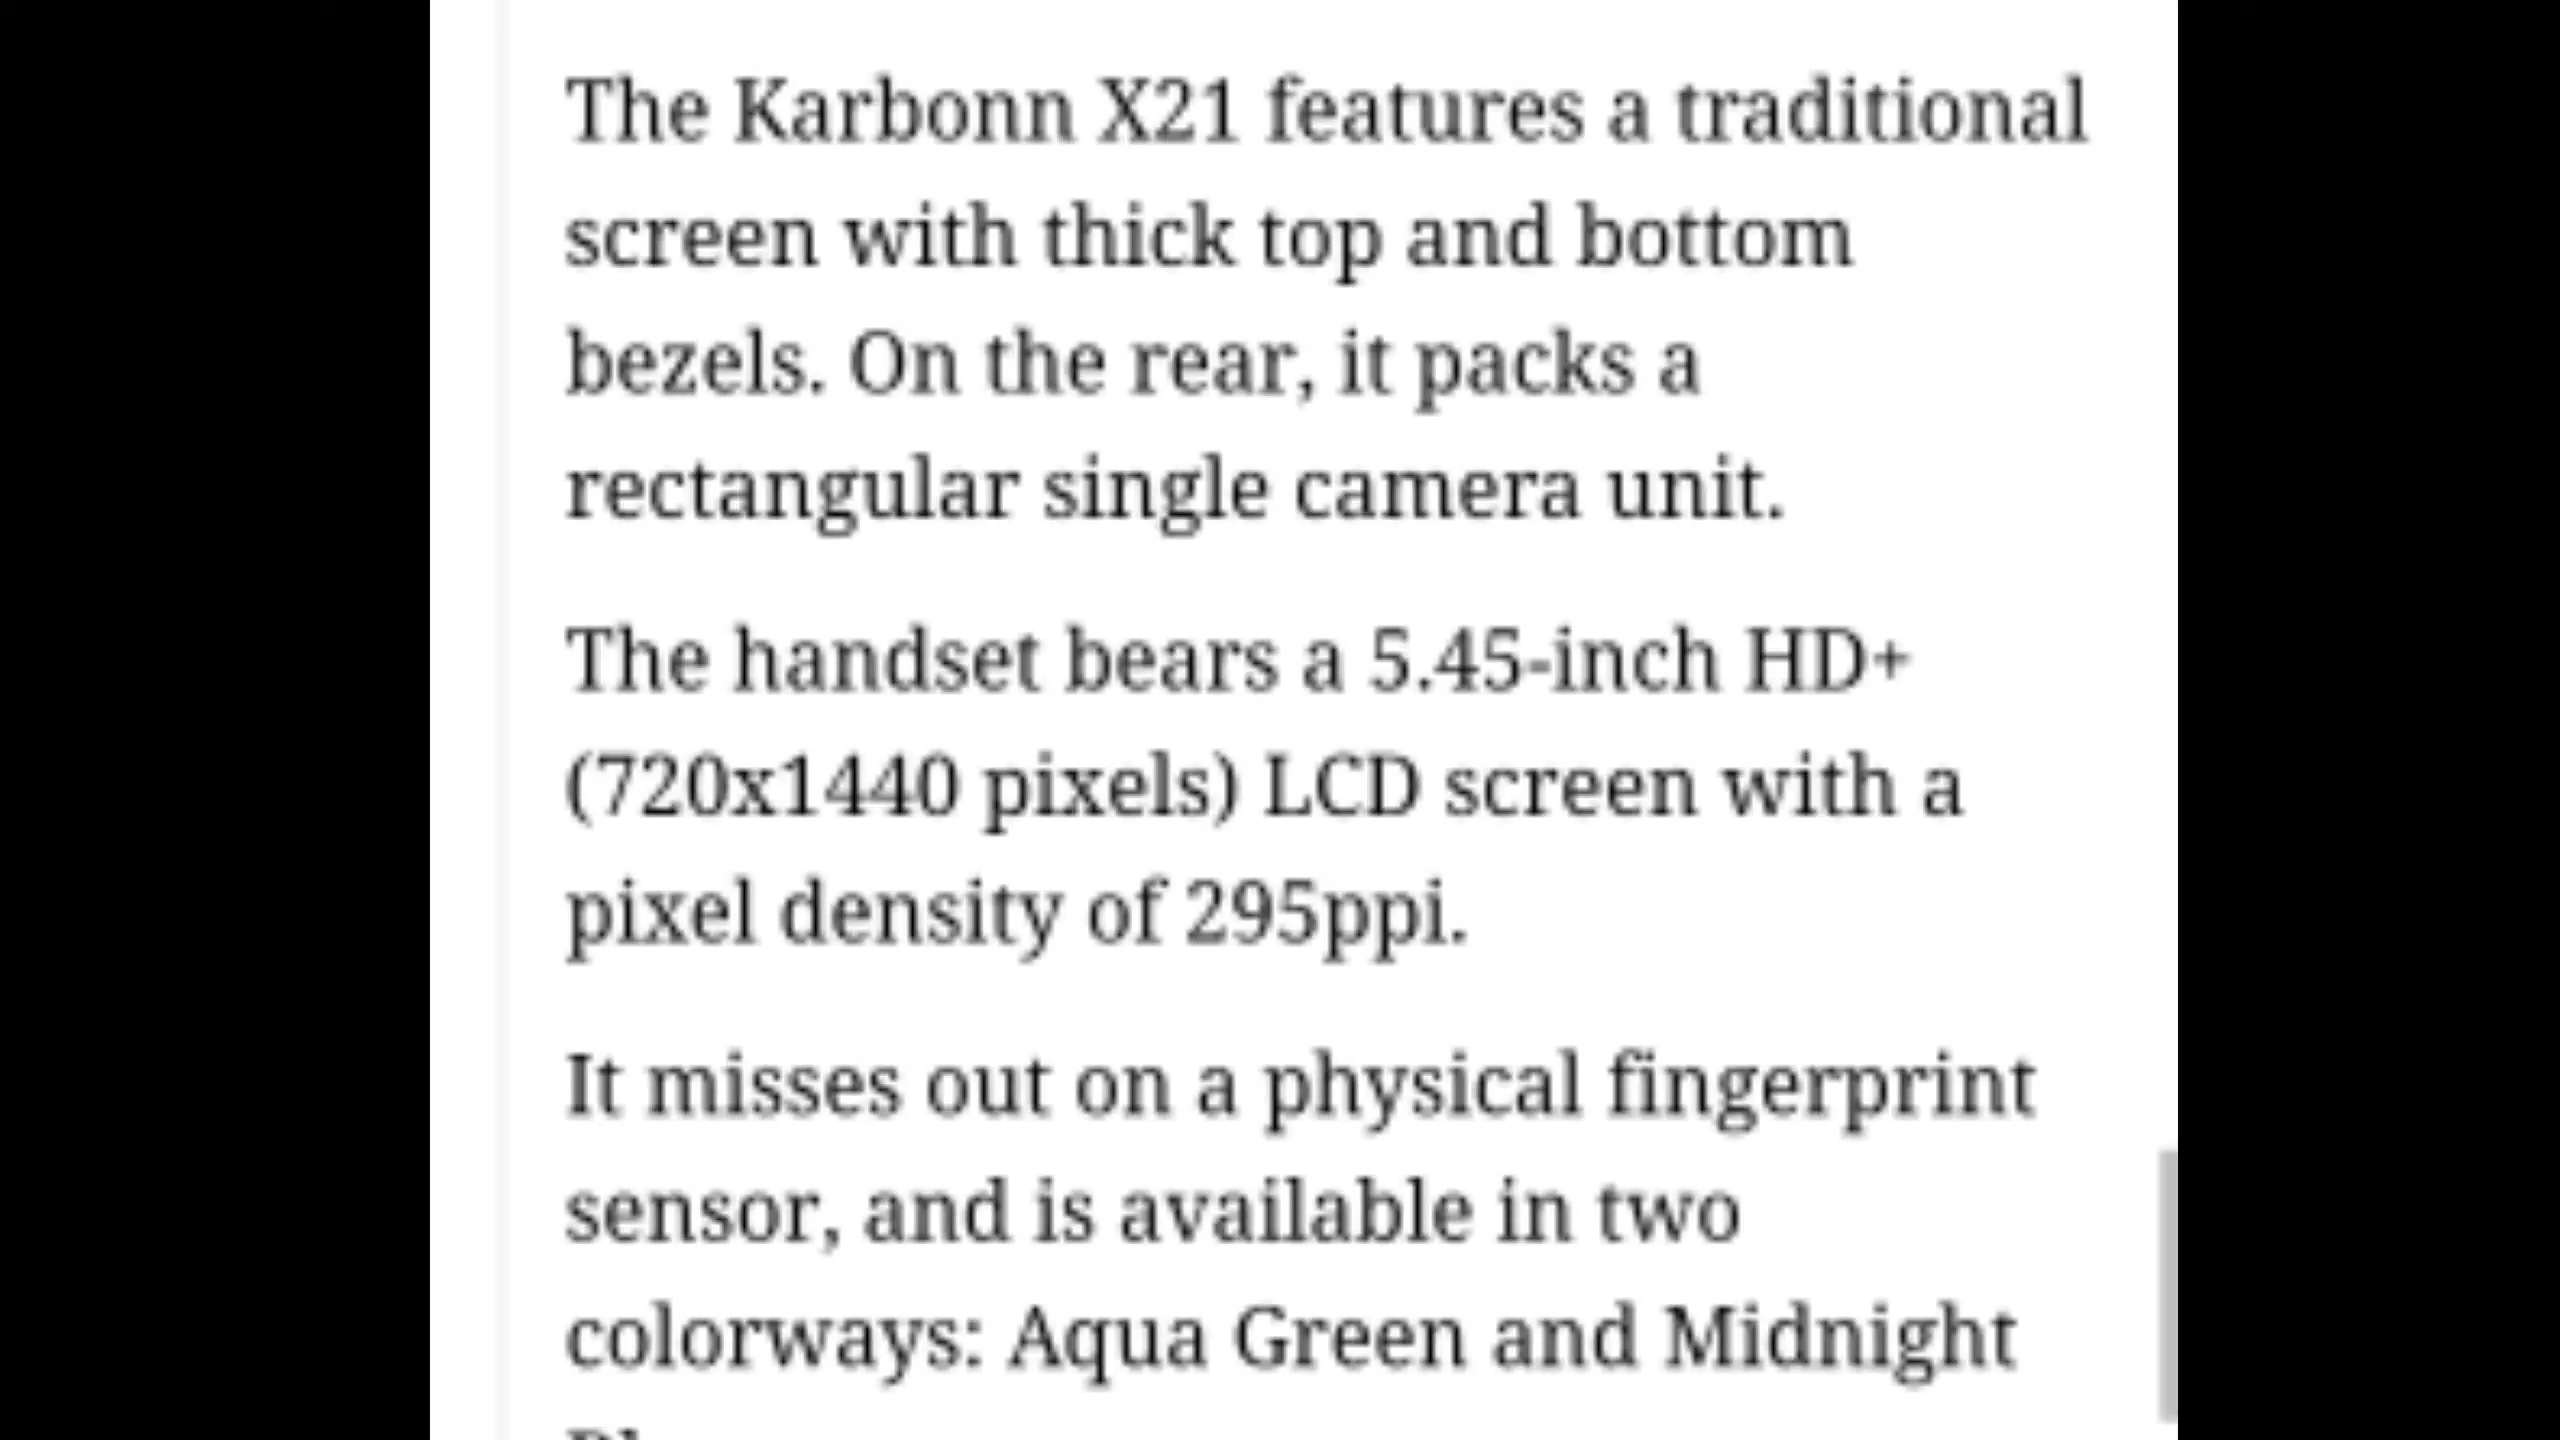 The Karbonn X21 features a traditional
screen with thick top and bottom
bezels. On the rear, it packs a
rectangular single camera unit.
The handset bears a 5.45-inch HD+
(720x1440 pixels) LCD screen with a
pixel density of 295ppi.
It misses out on a physical fingerprint
sensor, and is available in two
colorways: Aqua Green and Midnight